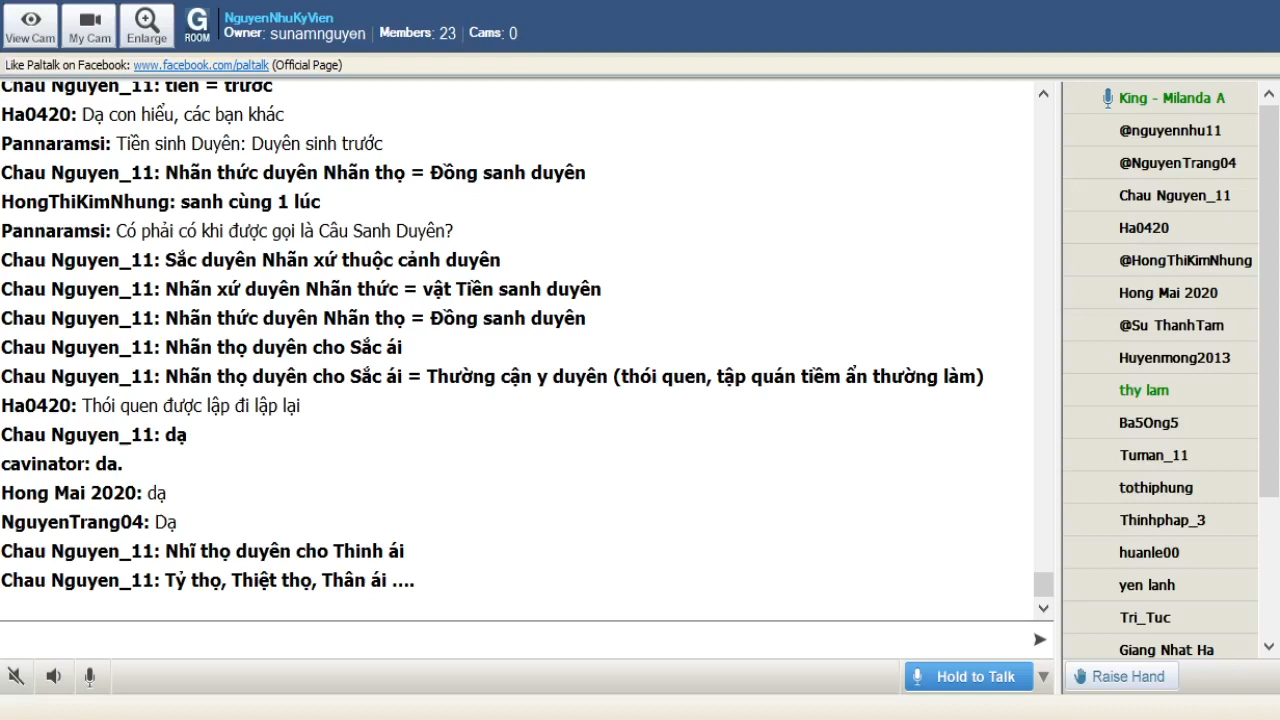 View Cam
My Cam
Enlarge
G
ROOM
NguyenNhuKyVien
Owner: sunamnguyen
Members: 23
Cams: 0
Like Paltalk on Facebook: www.facebook.com/paltalk (Official Page)
Chau Nguyen_11: tiền = trước
Ha0420: Dạ con hiểu, các bạn khác
Pannaramsi: Tiền sinh Duyên: Duyên sinh trước
Chau Nguyen_11: Nhãn thức duyên Nhãn thọ = Đồng sanh duyên
HongThiKimNhung: sanh cùng 1 lúc
Pannaramsi: Có phải có khi được gọi là Câu Sanh Duyên?
Chau Nguyen_11: Sắc duyên Nhãn xứ thuộc cảnh duyên
Chau Nguyen_11: Nhãn xứ duyên Nhãn thức = vật Tiền sanh duyên
Chau Nguyen_11: Nhãn thức duyên Nhãn thọ = Đồng sanh duyên
Chau Nguyen_11: Nhãn thọ duyên cho Sắc ái
Chau Nguyen_11: Nhãn thọ duyên cho Sắc ái = Thường cận y duyên (thói quen, tập quán tiềm ẩn thường làm)
Ha0420: Thói quen được lập đi lập lại
Chau Nguyen_11: dạ
cavinator: da.
Hong Mai 2020: dạ
NguyenTrang04: Dạ
Chau Nguyen_11: Nhĩ thọ duyên cho Thinh ái
Chau Nguyen_11: Tỷ thọ, Thiệt thọ, Thân ái ....
King - Milanda A
@nguyennhu11
@NguyenTrang04
Chau Nguyen_11
Ha0420
@HongThiKimNhung
Hong Mai 2020
@Su ThanhTam
Huyenmong2013
thy lam
Ba5Ong5
Tuman_11
tothiphung
Thinhphap_3
huanle00
yen lanh
Tri_Tuc
Giang Nhat Ha
Hold to Talk
Raise Hand